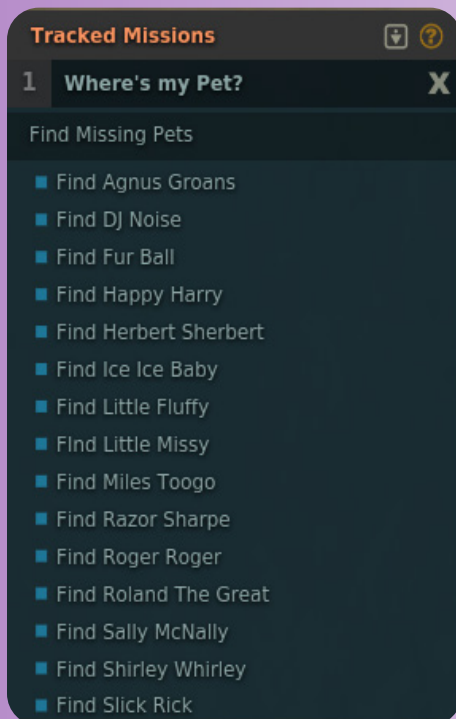 Tracked Missions ?
1 Where's my Pet? X
Find Missing Pets
Find Agnus Groans
Find DJ Noise
Find Fur Ball
Find Happy Harry
Find Herbert Sherbert
Find Ice Ice Baby
Find Little Fluffy
FInd Little Missy
Find Miles Toogo
Find Razor Sharpe
Find Roger Roger
Find Roland The Great
Find Sally McNally
Find Shirley Whirley
Find Slick Rick